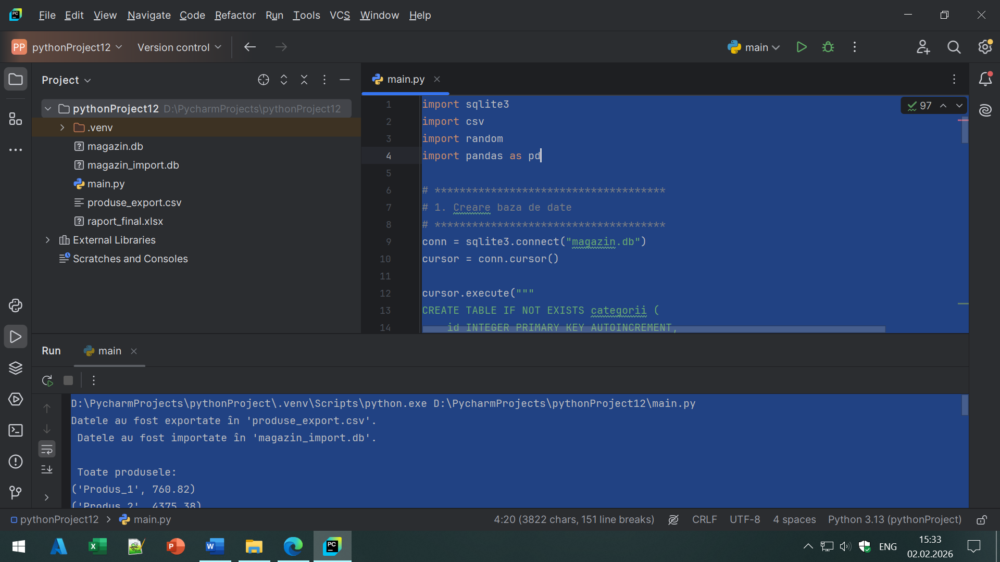 PC
File Edit View Navigate Code Refactor Run Tools VCS Window Help
PP pythonProject12 Version control main
Project
pythonProject12 D:\PycharmProjects\pythonProject12
.venv
magazin.db
magazin_import.db
main.py
produse_export.csv
raport_final.xlsx
External Libraries
Scratches and Consoles
main.py
97
1 import sqlite3
2 import csv
3 import random
4 import pandas as pd
5
6 # *************************************
7 # 1. Creare baza de date
8 # *************************************
9 conn = sqlite3.connect("magazin.db")
10 cursor = conn.cursor()
11
12 cursor.execute("""
13 CREATE TABLE IF NOT EXISTS categorii (
14 id INTEGER PRIMARY KEY AUTOINCREMENT,
Run main
D:\PycharmProjects\pythonProject\.venv\Scripts\python.exe D:\PycharmProjects\pythonProject12\main.py
Datele au fost exportate în 'produse_export.csv'.
Datele au fost importate în 'magazin_import.db'.
Toate produsele:
('Produs_1', 760.82)
('Produs_2', 4375.38)
pythonProject12 > main.py
4:20 (3822 chars, 151 line breaks) CRLF UTF-8 4 spaces Python 3.13 (pythonProject)
X P W PC
ENG
15:33
02.02.2026